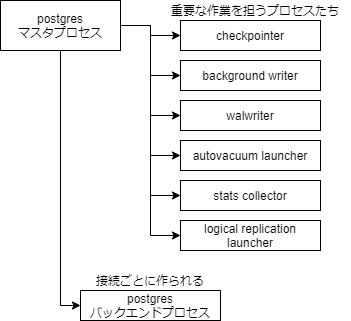 重要な作業を担うプロセスたち
postgres
マスタプロセス
checkpointer
background writer
walwriter
autovacuum launcher
stats collector
logical replication
launcher
接続ごとに作られる
postgres
バックエンドプロセス